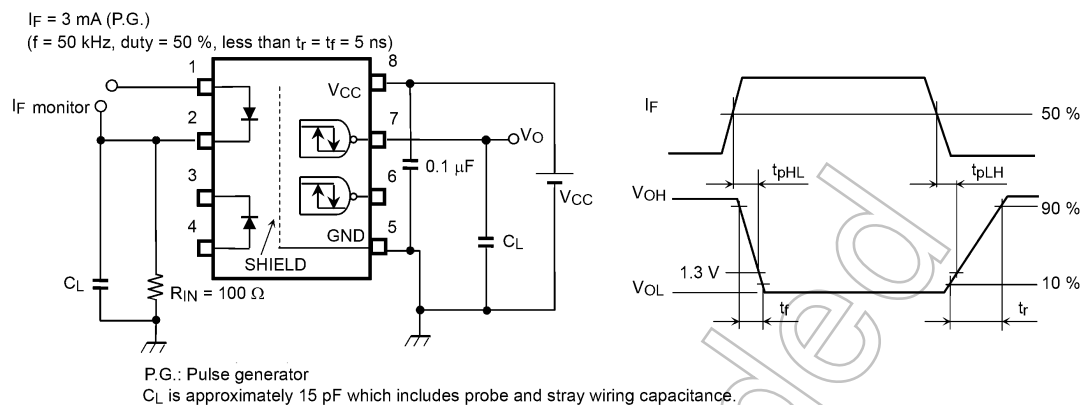 IF = 3 mA (P.G.)
(f = 50 kHz, duty = 50 %, less than tr = tf = 5 ns)
1
8
VCC
IF monitor
2
7
VO
0.1 μF
3
6
VCC
4
5
GND
SHIELD
CL
CL
RIN = 100 Ω
IF
50 %
tpHL
tpLH
VOH
90 %
1.3 V
VOL
10 %
tf
tr
P.G.: Pulse generator
CL is approximately 15 pF which includes probe and stray wiring capacitance.